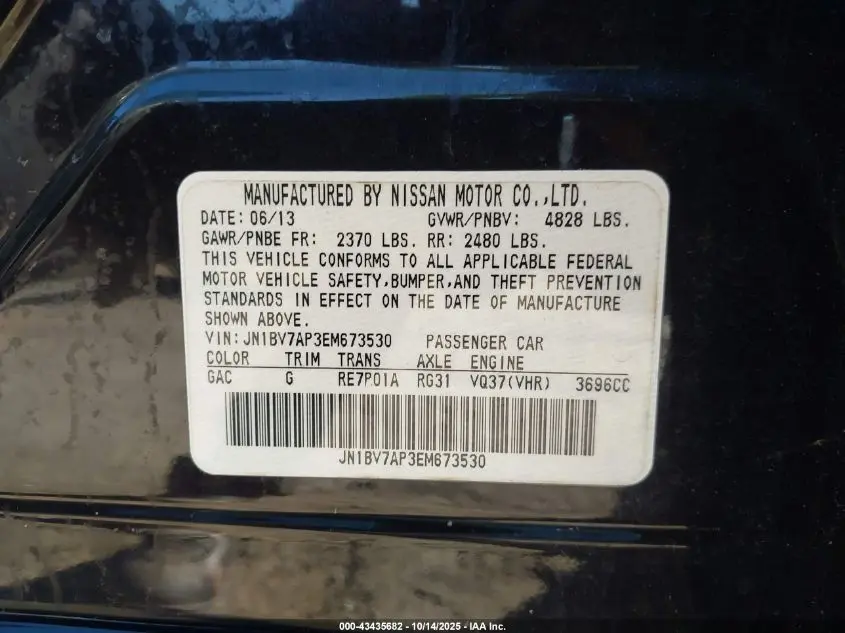 MANUFACTURED BY NISSAN MOTOR CO.,LTD.
DATE: 06/13 GVWR/PNBV: 4828 LBS.
GAWR/PNBE FR: 2370 LBS. RR: 2480 LBS.
THIS VEHICLE CONFORMS TO ALL APPLICABLE FEDERAL
MOTOR VEHICLE SAFETY,BUMPER,AND THEFT PREVENTION
STANDARDS IN EFFECT ON THE DATE OF MANUFACTURE
SHOWN ABOVE.
VIN:JN1BV7AP3EM673530 PASSENGER CAR
COLOR TRIM TRANS AXLE ENGINE
GAC G RE7R01A RG31 VQ37(VHR) 3696CC
JN1BV7AP3EM673530
000-43435682 - 10/14/2025 - IAA Inc.